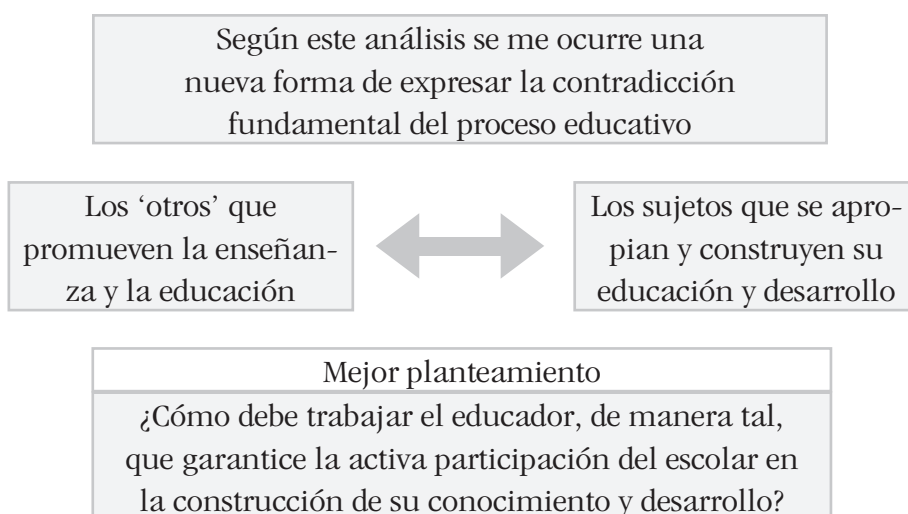 Según este análisis se me ocurre una
nueva forma de expresar la contradicción
fundamental del proceso educativo
Los ‘otros’ que
promueven la enseñan-
za y la educación
Los sujetos que se apro-
pian y construyen su
educación y desarrollo
Mejor planteamiento
¿Cómo debe trabajar el educador, de manera tal,
que garantice la activa participación del escolar en
la construcción de su conocimiento y desarrollo?